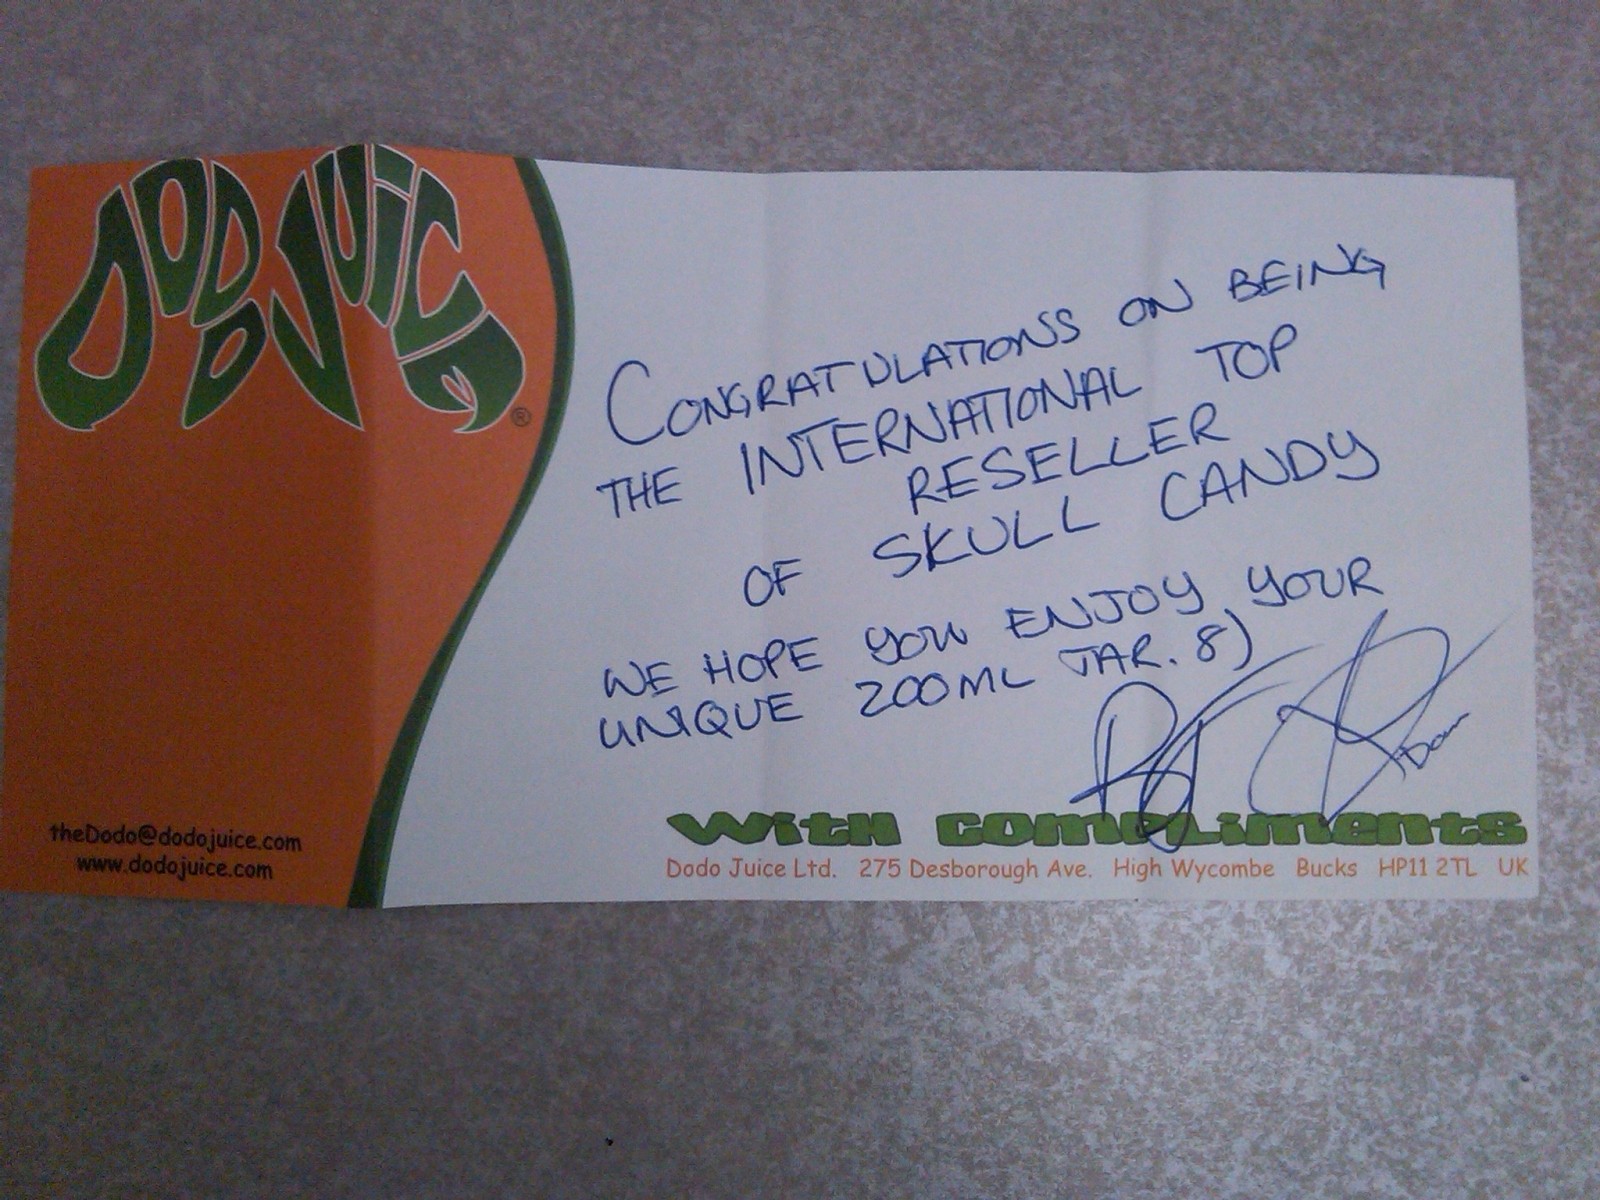 DODO JUICE ®
CONGRATULATIONS ON BEING
THE INTERNATIONAL TOP
RESELLER
OF SKULL CANDY
WE HOPE YOU ENJOY YOUR
UNIQUE 200ML JAR. 8)
Dom
theDodo@dodojuice.com
www.dodojuice.com
With Compliments
Dodo Juice Ltd. 275 Desborough Ave. High Wycombe Bucks HP11 2TL UK